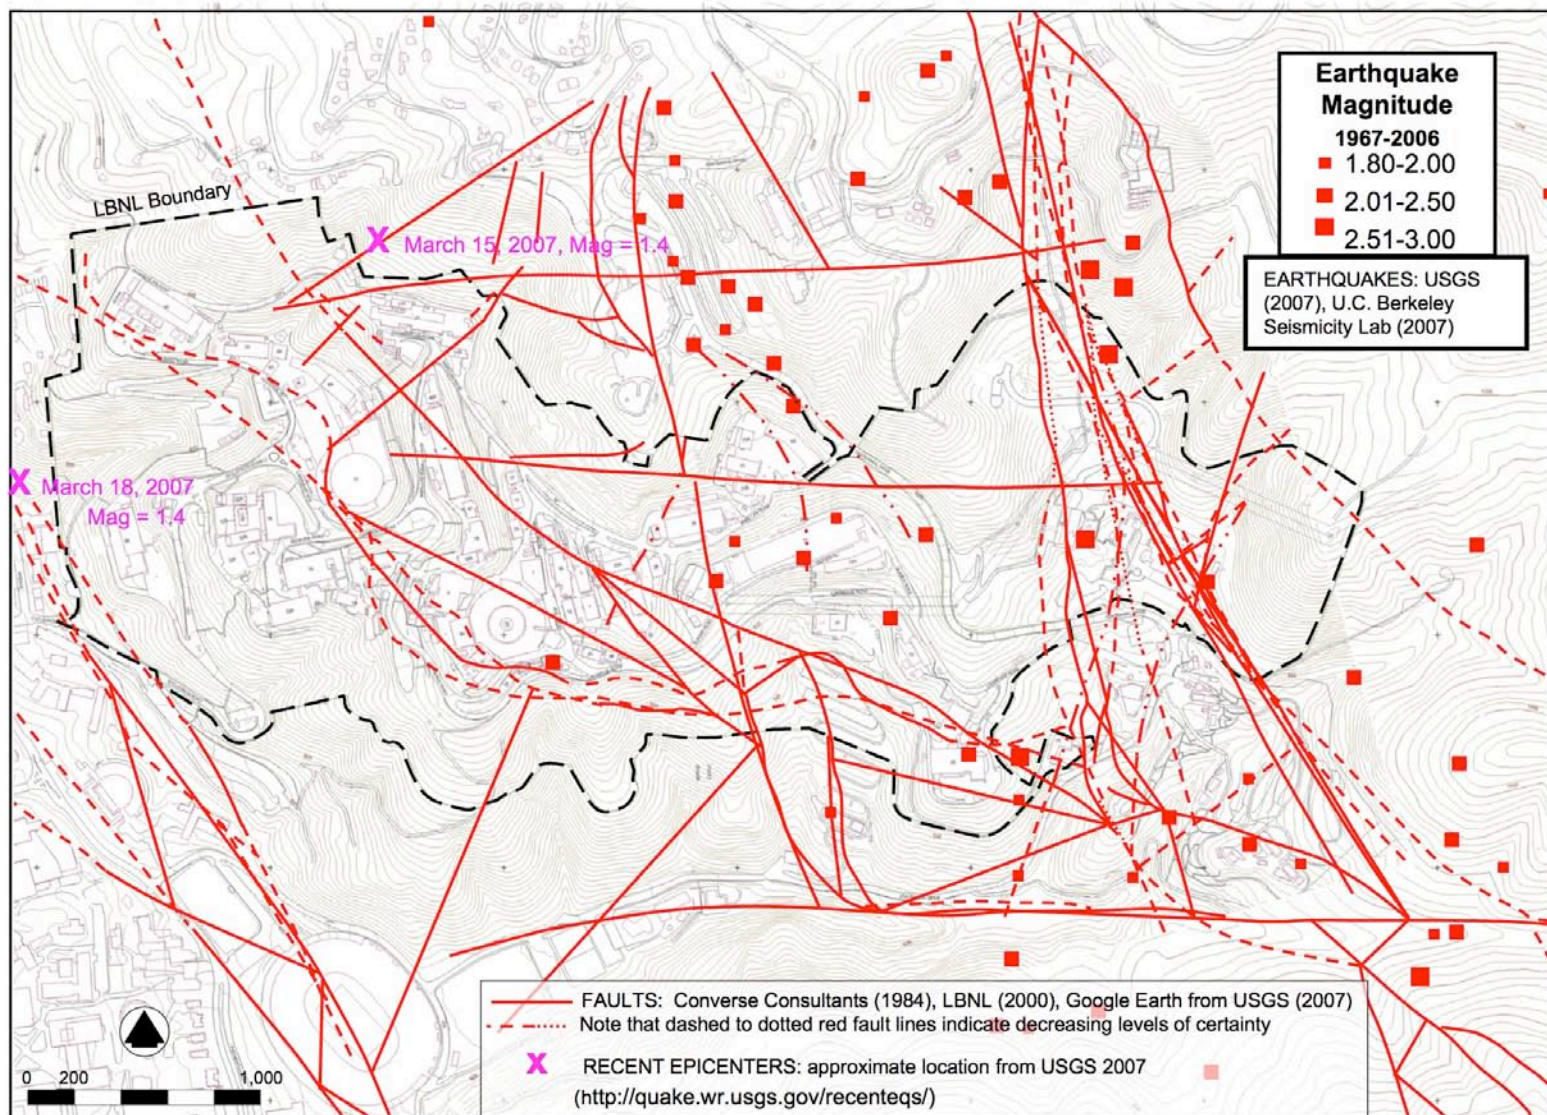 Earthquake
Magnitude
1967-2006
1.80-2.00
2.01-2.50
2.51-3.00
EARTHQUAKES: USGS
(2007), U.C. Berkeley
Seismicity Lab (2007)
LBNL Boundary
X March 15, 2007, Mag = 1.4
X March 18, 2007
Mag = 1.4
FAULTS: Converse Consultants (1984), LBNL (2000), Google Earth from USGS (2007)
Note that dashed to dotted red fault lines indicate decreasing levels of certainty
X RECENT EPICENTERS: approximate location from USGS 2007
(http://quake.wr.usgs.gov/recenteqs/)
0 200 1,000